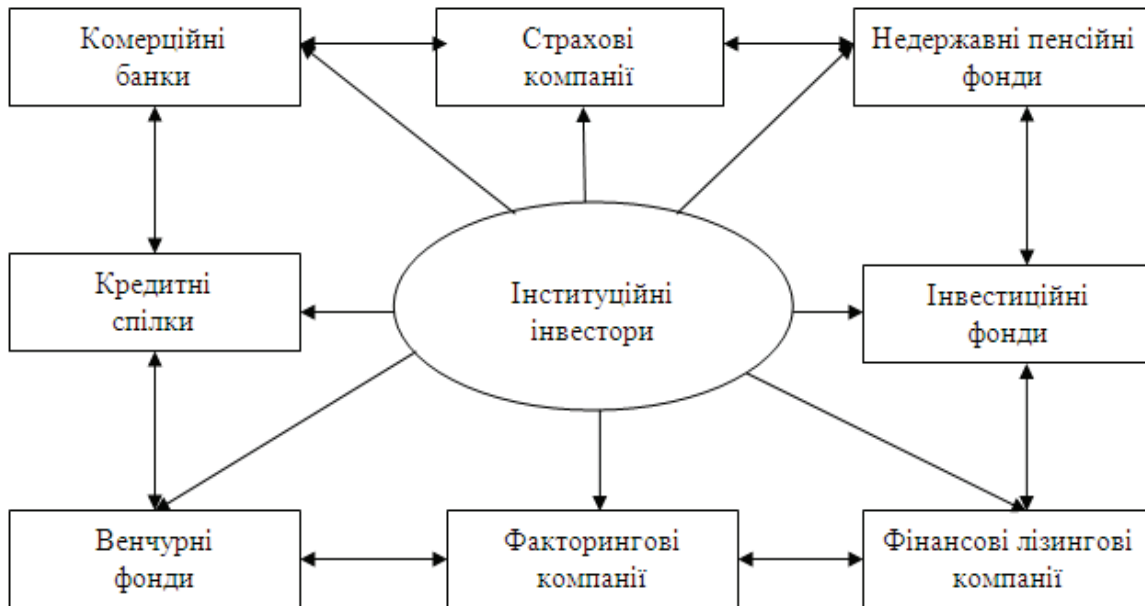 Комерційні
банки
Страхові
компанії
Недержавні пенсійні
фонди
Кредитні
спілки
Інституційні
інвестори
Інвестиційні
фонди
Венчурні
фонди
Факторингові
компанії
Фінансові лізингові
компанії